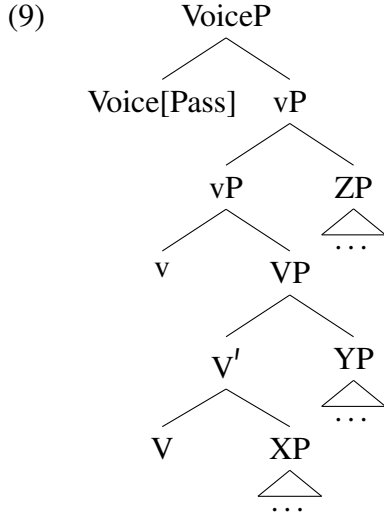 (9) VoiceP
Voice[Pass] vP
vP ZP
...
v VP
V′ YP
...
V XP
...